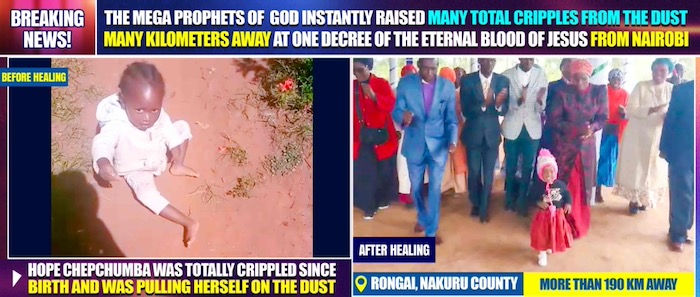 BREAKING
NEWS!
THE MEGA PROPHETS OF GOD INSTANTLY RAISED MANY TOTAL CRIPPLES FROM THE DUST
MANY KILOMETERS AWAY AT ONE DECREE OF THE ETERNAL BLOOD OF JESUS FROM NAIROBI
BEFORE HEALING
HOPE CHEPCHUMBA WAS TOTALLY CRIPPLED SINCE
BIRTH AND WAS PULLING HERSELF ON THE DUST
AFTER HEALING
RONGAI, NAKURU COUNTY
MORE THAN 190 KM AWAY